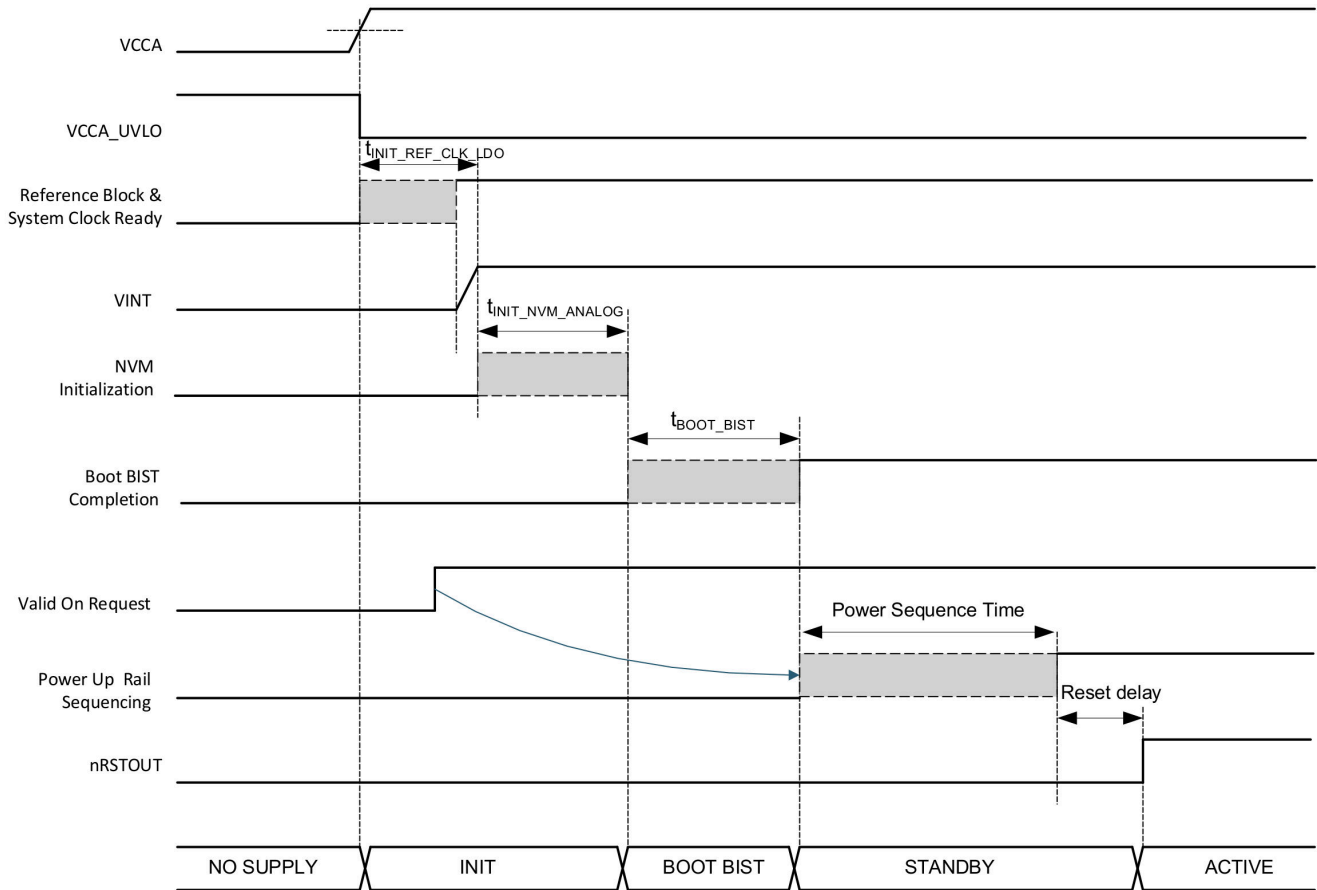 VCCA
VCCA_UVLO
tINIT_REF_CLK_LDO
Reference Block &
System Clock Ready
VINT
tINIT_NVM_ANALOG
NVM
Initialization
tBOOT_BIST
Boot BIST
Completion
Valid On Request
Power Sequence Time
Power Up Rail
Sequencing
Reset delay
nRSTOUT
NO SUPPLY
INIT
BOOT BIST
STANDBY
ACTIVE